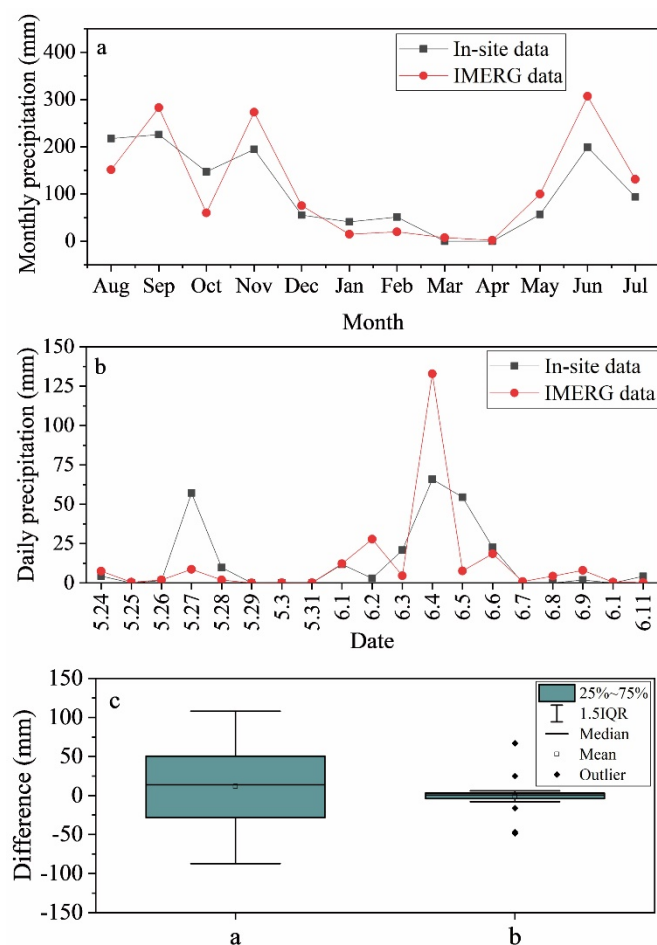 a
In-site data
IMERG data
Monthly precipitation (mm)
400
300
200
100
0
Aug Sep Oct Nov Dec Jan Feb Mar Apr May Jun Jul
Month
b
In-site data
IMERG data
Daily precipitation (mm)
150
125
100
75
50
25
0
5.24 5.25 5.26 5.27 5.28 5.29 5.3 5.31 6.1 6.2 6.3 6.4 6.5 6.6 6.7 6.8 6.9 6.1 6.11
Date
c
25%~75%
1.5IQR
Median
Mean
Outlier
Difference (mm)
150
100
50
0
-50
-100
-150
a b